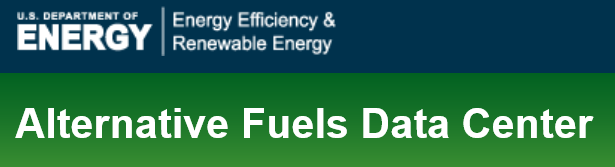 U.S. DEPARTMENT OF
ENERGY
Energy Efficiency &
Renewable Energy
Alternative Fuels Data Center